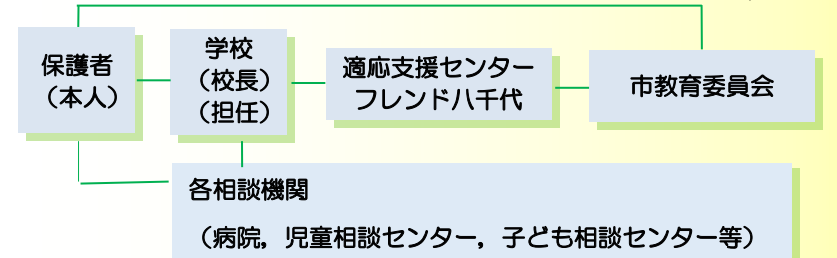 保護者
（本人）
学校
（校長）
（担任）
適応支援センター
フレンド八千代
市教育委員会
各相談機関
（病院，児童相談センター，子ども相談センター等）